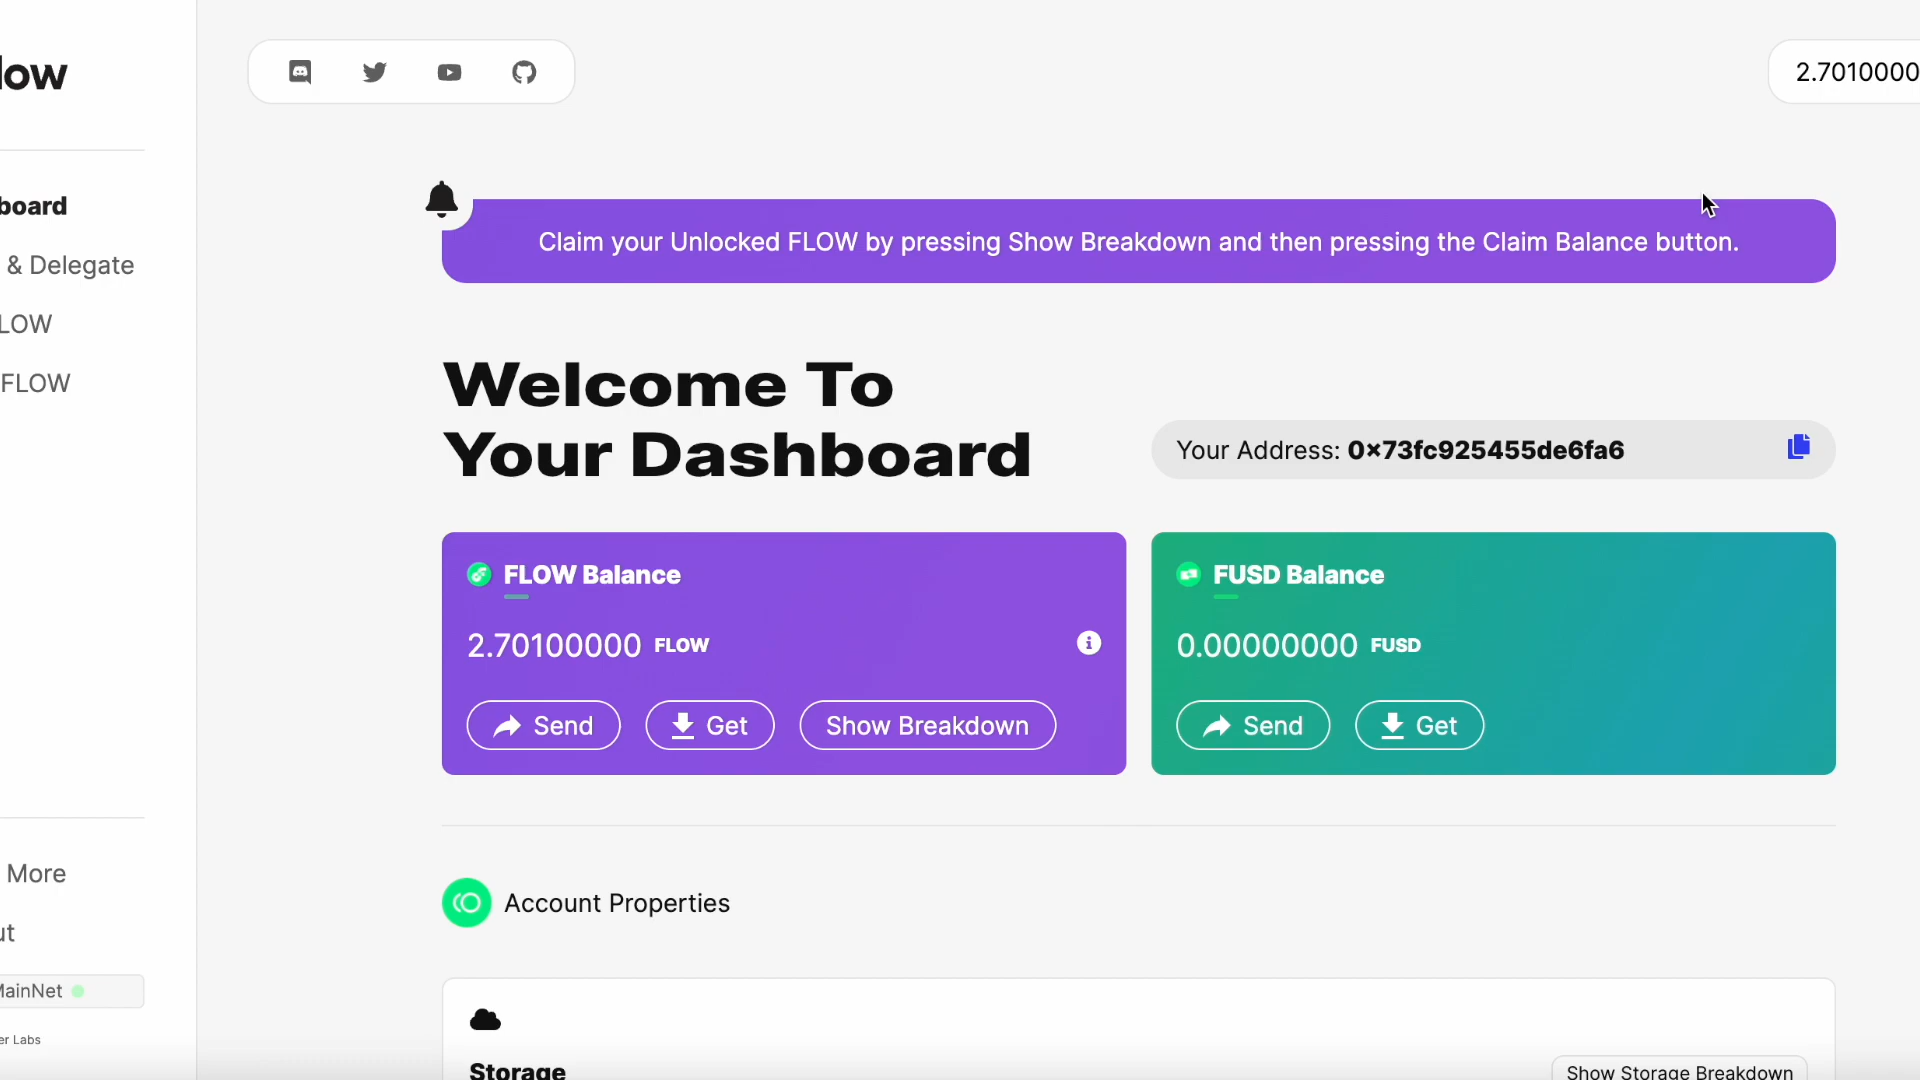 low
board
& Delegate
LOW
FLOW
More
ut
MainNet
er Labs
2.7010000
Claim your Unlocked FLOW by pressing Show Breakdown and then pressing the Claim Balance button.
Welcome To
Your Dashboard
Your Address: 0×73fc925455de6fa6
FLOW Balance
2.70100000 FLOW
Send
Get
Show Breakdown
FUSD Balance
0.00000000 FUSD
Send
Get
Account Properties
Storage
Show Storage Breakdown